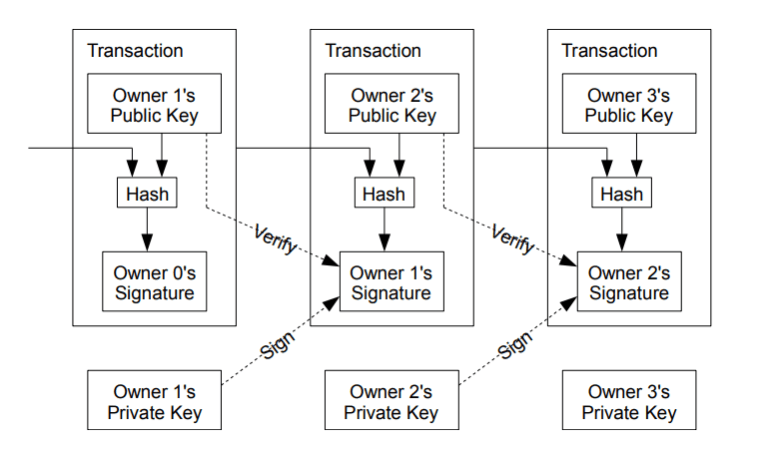 Transaction
Owner 1's
Public Key
Hash
Owner 0's
Signature
Transaction
Owner 2's
Public Key
Hash
Verify
Owner 1's
Signature
Sign
Transaction
Owner 3's
Public Key
Hash
Verify
Owner 2's
Signature
Sign
Owner 1's
Private Key
Owner 2's
Private Key
Owner 3's
Private Key